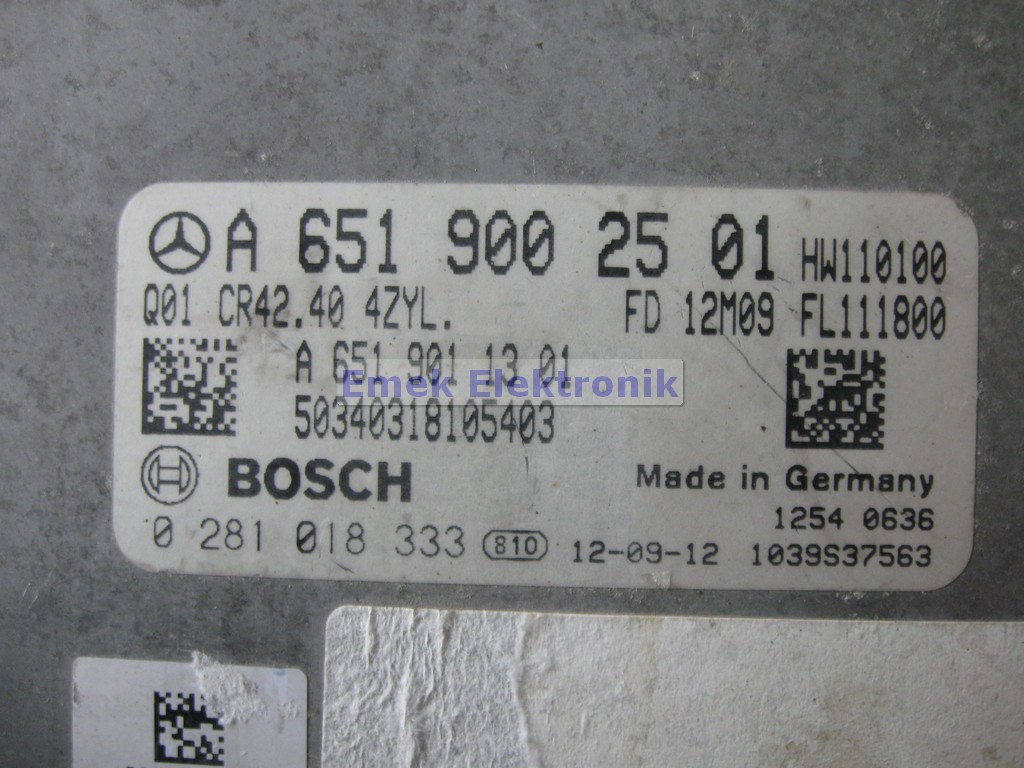 A 651 900 25 01 HW110100
Q01 CR42.40 4ZYL. FD 12M09 FL111800
A 651 901 13 01
Emek Elektronik
50340318105403
BOSCH
Made in Germany
1254 0636
0 281 018 333 810 12-09-12 1039S37563